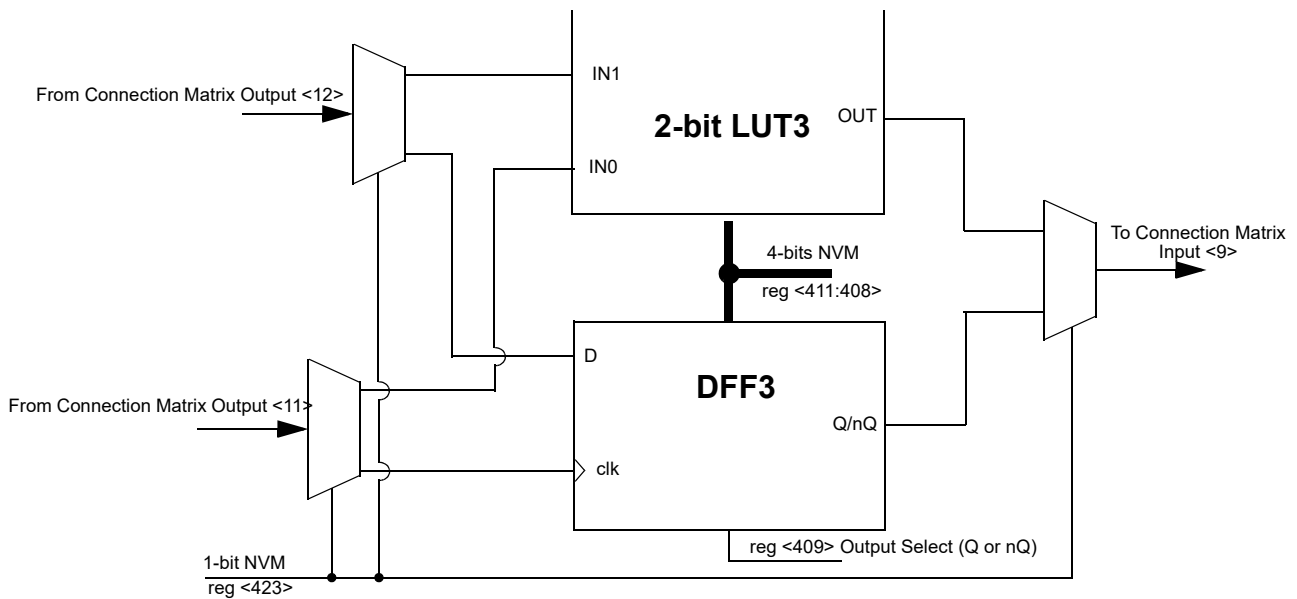 IN1
From Connection Matrix Output <12>
2-bit LUT3
OUT
IN0
To Connection Matrix
Input <9>
4-bits NVM
reg <411:408>
D
DFF3
From Connection Matrix Output <11>
Q/nQ
clk
reg <409> Output Select (Q or nQ)
1-bit NVM
reg <423>